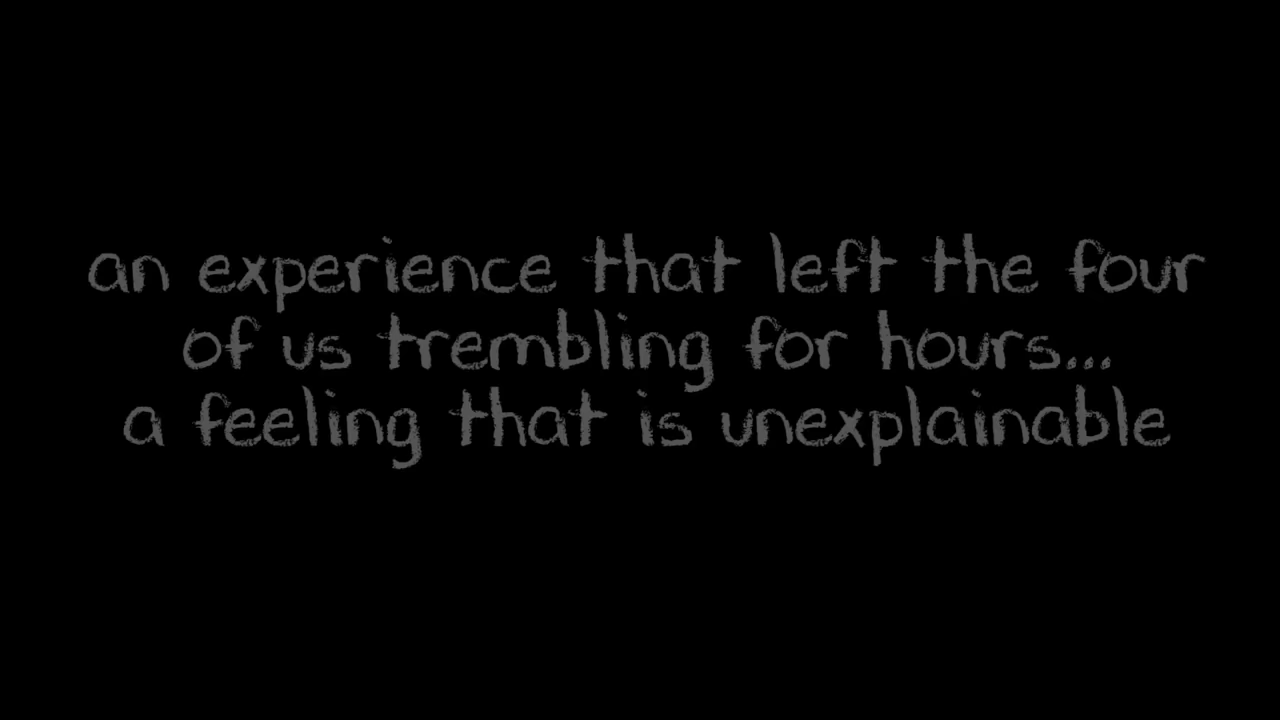 an experience that left the four
of us trembling for hours...
a feeling that is unexplainable